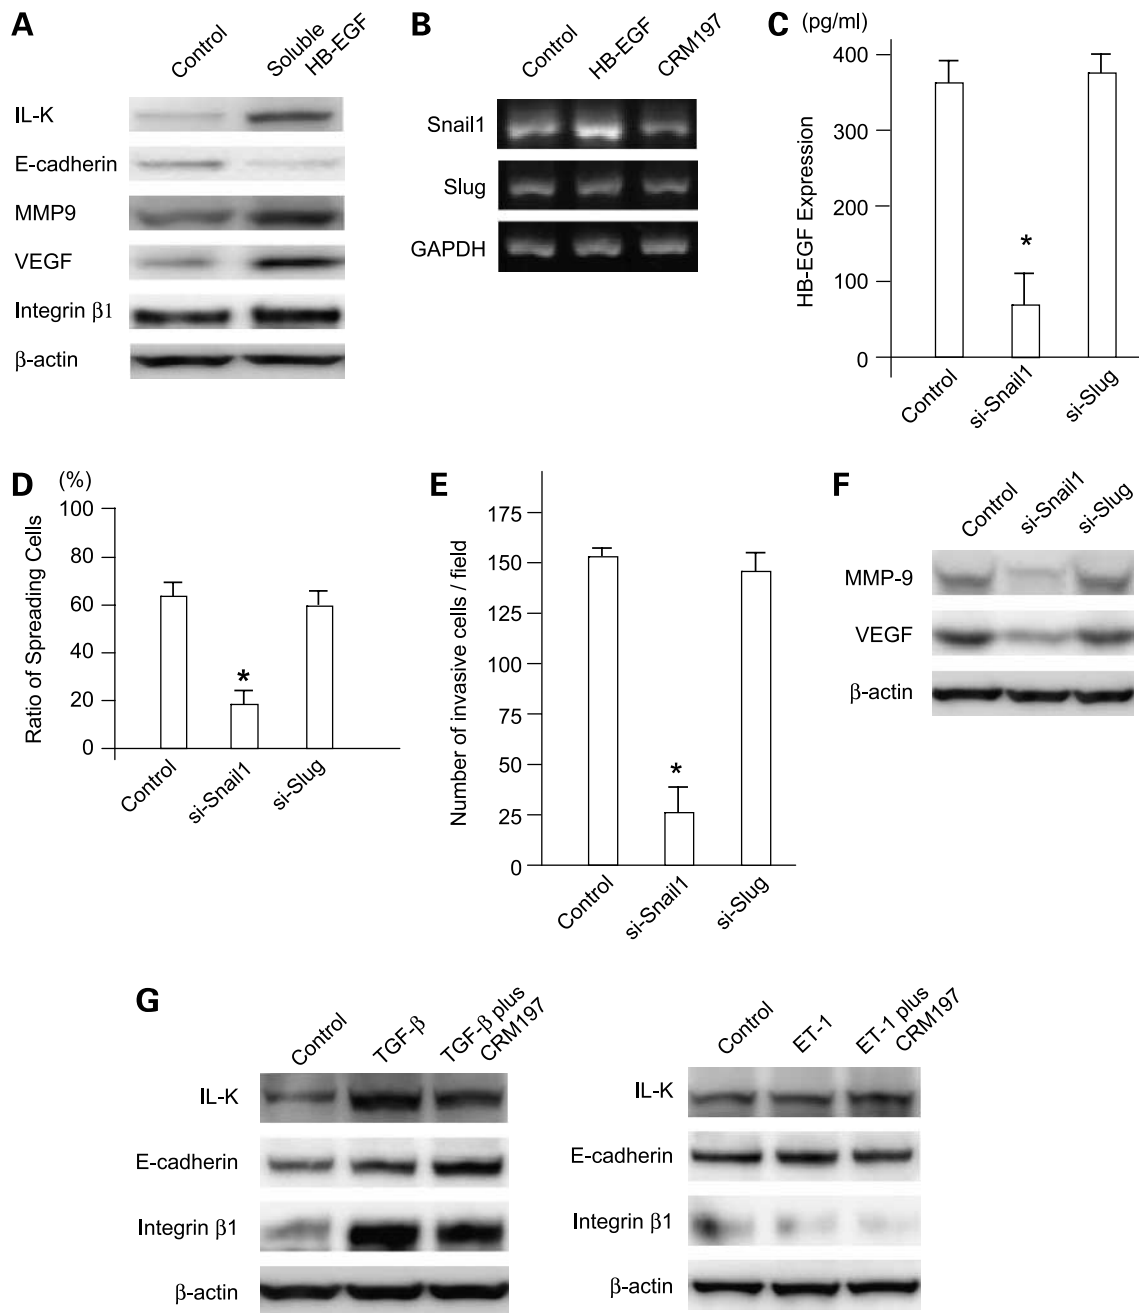 A
Control
Soluble
HB-EGF
IL-K
E-cadherin
MMP9
VEGF
Integrin β1
β-actin
B
Control
HB-EGF
CRM197
Snail1
Slug
GAPDH
C
(pg/ml)
HB-EGF Expression
400
300
200
100
0
*
Control
si-Snail1
si-Slug
D
(%)
Ratio of Spreading Cells
100
80
60
40
20
0
*
Control
si-Snail1
si-Slug
E
Number of invasive cells / field
175
150
125
100
75
50
25
0
*
Control
si-Snail1
si-Slug
F
Control
si-Snail1
si-Slug
MMP-9
VEGF
β-actin
G
Control
TGF-β
TGF-β plus
CRM197
IL-K
E-cadherin
Integrin β1
β-actin
Control
ET-1
ET-1 plus
CRM197
IL-K
E-cadherin
Integrin β1
β-actin